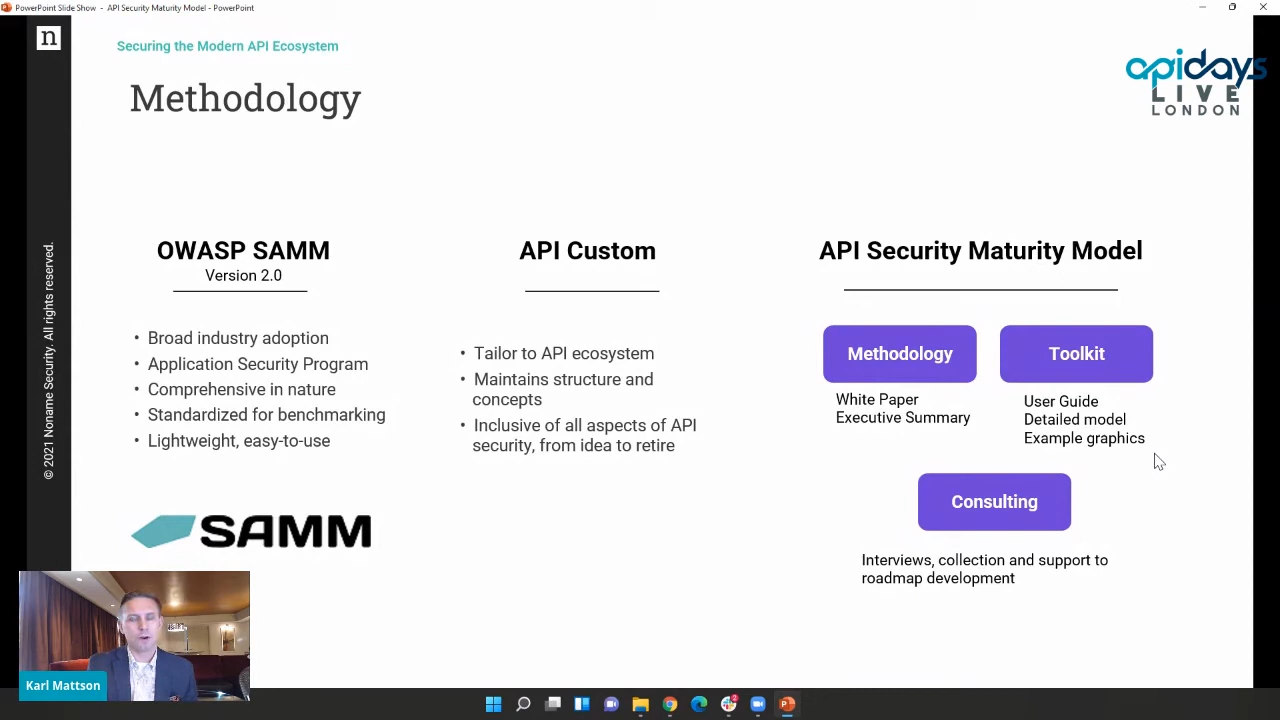 PowerPoint Slide Show - API Security Maturity Model - PowerPoint
n
Securing the Modern API Ecosystem
Methodology
apidays
LIVE
LONDON
© 2021 Noname Security. All rights reserved.
OWASP SAMM
Version 2.0
• Broad industry adoption
• Application Security Program
• Comprehensive in nature
• Standardized for benchmarking
• Lightweight, easy-to-use
SAMM
API Custom
• Tailor to API ecosystem
• Maintains structure and
concepts
• Inclusive of all aspects of API
security, from idea to retire
API Security Maturity Model
Methodology
White Paper
Executive Summary
Toolkit
User Guide
Detailed model
Example graphics
Consulting
Interviews, collection and support to
roadmap development
Karl Mattson